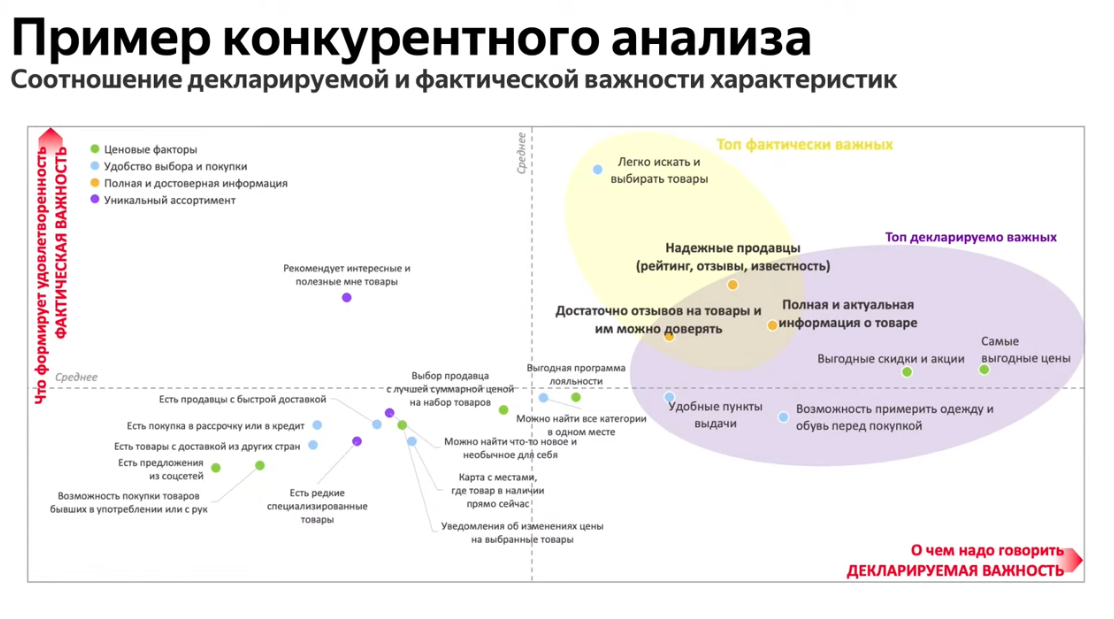 Пример конкурентного анализа
Соотношение декларируемой и фактической важности характеристик
Что формирует удовлетворенность
ФАКТИЧЕСКАЯ ВАЖНОСТЬ
Ценовые факторы
Удобство выбора и покупки
Полная и достоверная информация
Уникальный ассортимент
Среднее
Топ фактически важных
Легко искать и
выбирать товары
Топ декларируемо важных
Надежные продавцы
(рейтинг, отзывы, известность)
Рекомендует интересные и
полезные мне товары
Достаточно отзывов на товары и
им можно доверять
Полная и актуальная
информация о товаре
Самые
выгодные цены
Выгодные скидки и акции
Среднее
Выгодная программа
лояльности
Выбор продавца
с лучшей суммарной ценой
на набор товаров
Есть продавцы с быстрой доставкой
Удобные пункты
выдачи
Возможность примерить одежду и
обувь перед покупкой
Можно найти все категории
в одном месте
Есть покупка в рассрочку или в кредит
Есть товары с доставкой из других стран
Можно найти что-то новое и
необычное для себя
Есть предложения
из соцсетей
Карта с местами,
где товар в наличии
прямо сейчас
Возможность покупки товаров
бывших в употреблении или с рук
Есть редкие
специализированные
товары
Уведомления об изменениях цены
на выбранные товары
О чем надо говорить
ДЕКЛАРИРУЕМАЯ ВАЖНОСТЬ